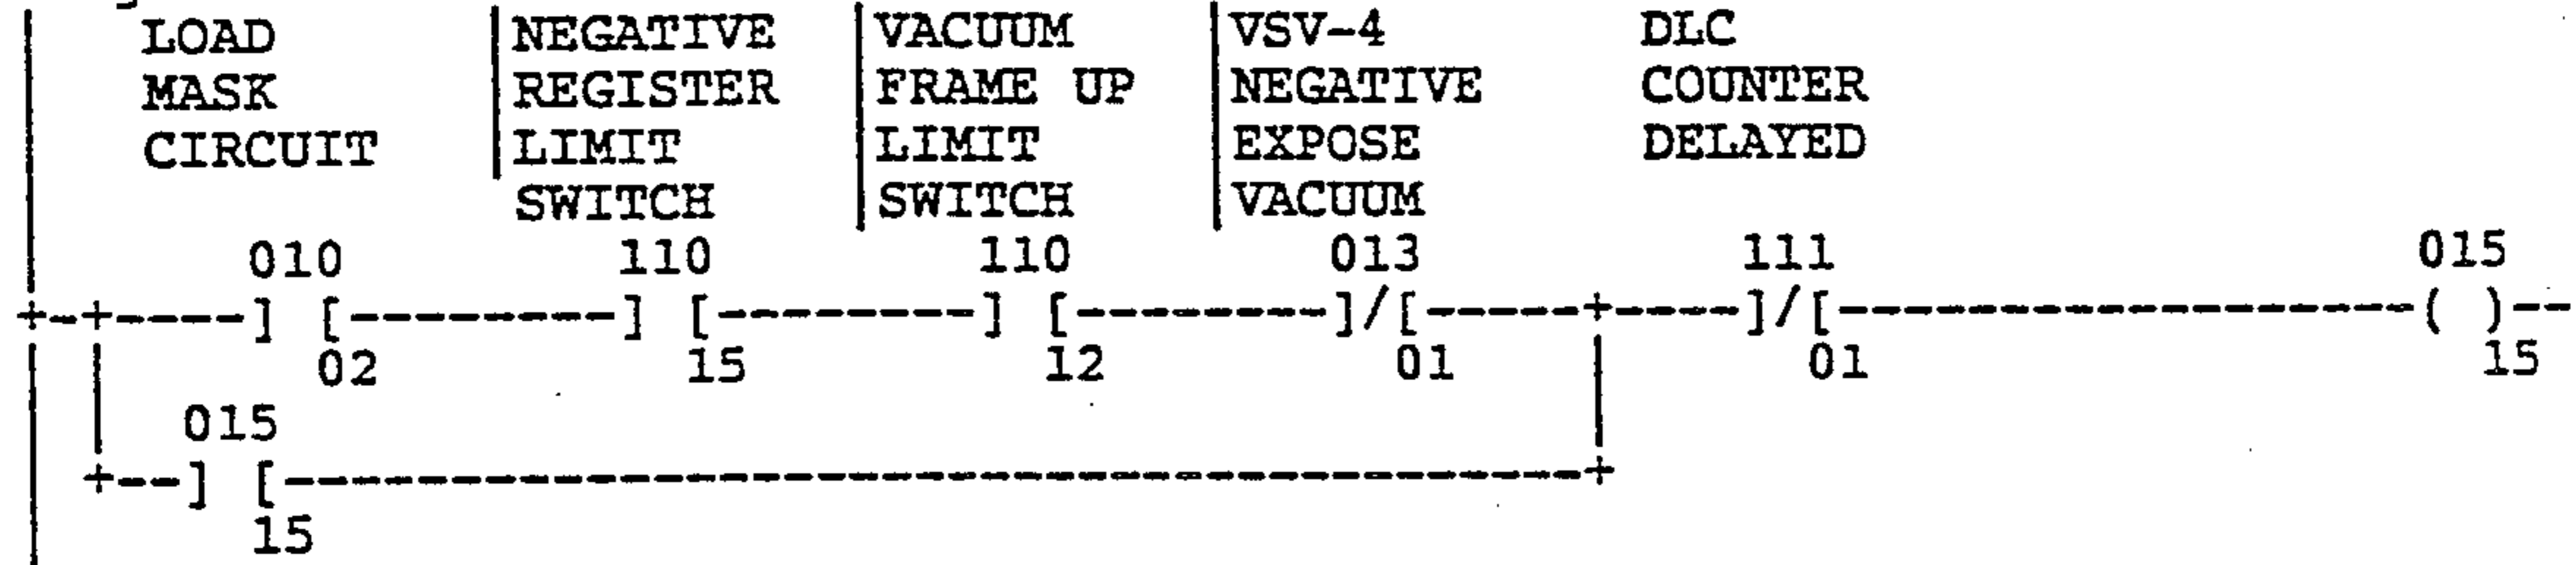 LOAD NEGATIVE VACUUM VSV-4 DLC
MASK REGISTER FRAME UP NEGATIVE COUNTER
CIRCUIT LIMIT LIMIT EXPOSE DELAYED
SWITCH SWITCH VACUUM
010 110 110 013 111 015
+-+----] [---------] [--------] [--------]/[-----+----]/[------------------( )--
02 15 12 01 01 15
015
+--] [----------------------------------------+
15